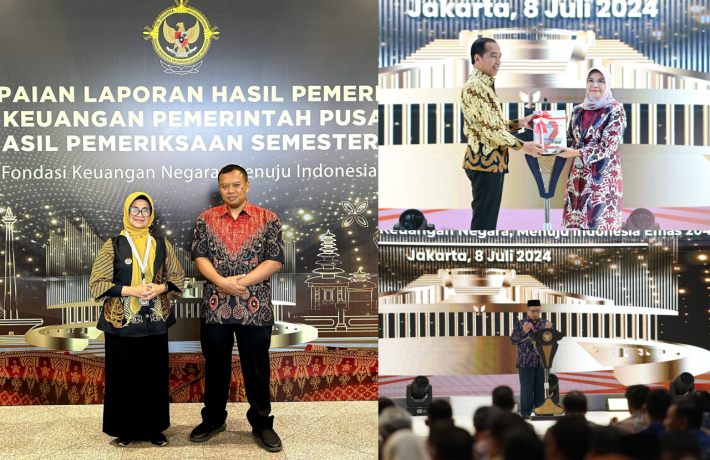 PAIAN LAPORAN HASIL PEMERI
KEUANGAN PEMERINTAH PUSA
ASIL PEMERIKSAAN SEMESTER
Fondasi Keuangan Negara Menuju Indonesia
Jakarta, 8 Juli 2024
Keuangan Negara, Menuju Indonesia Emas 204
Jakarta, 8 Juli 2024